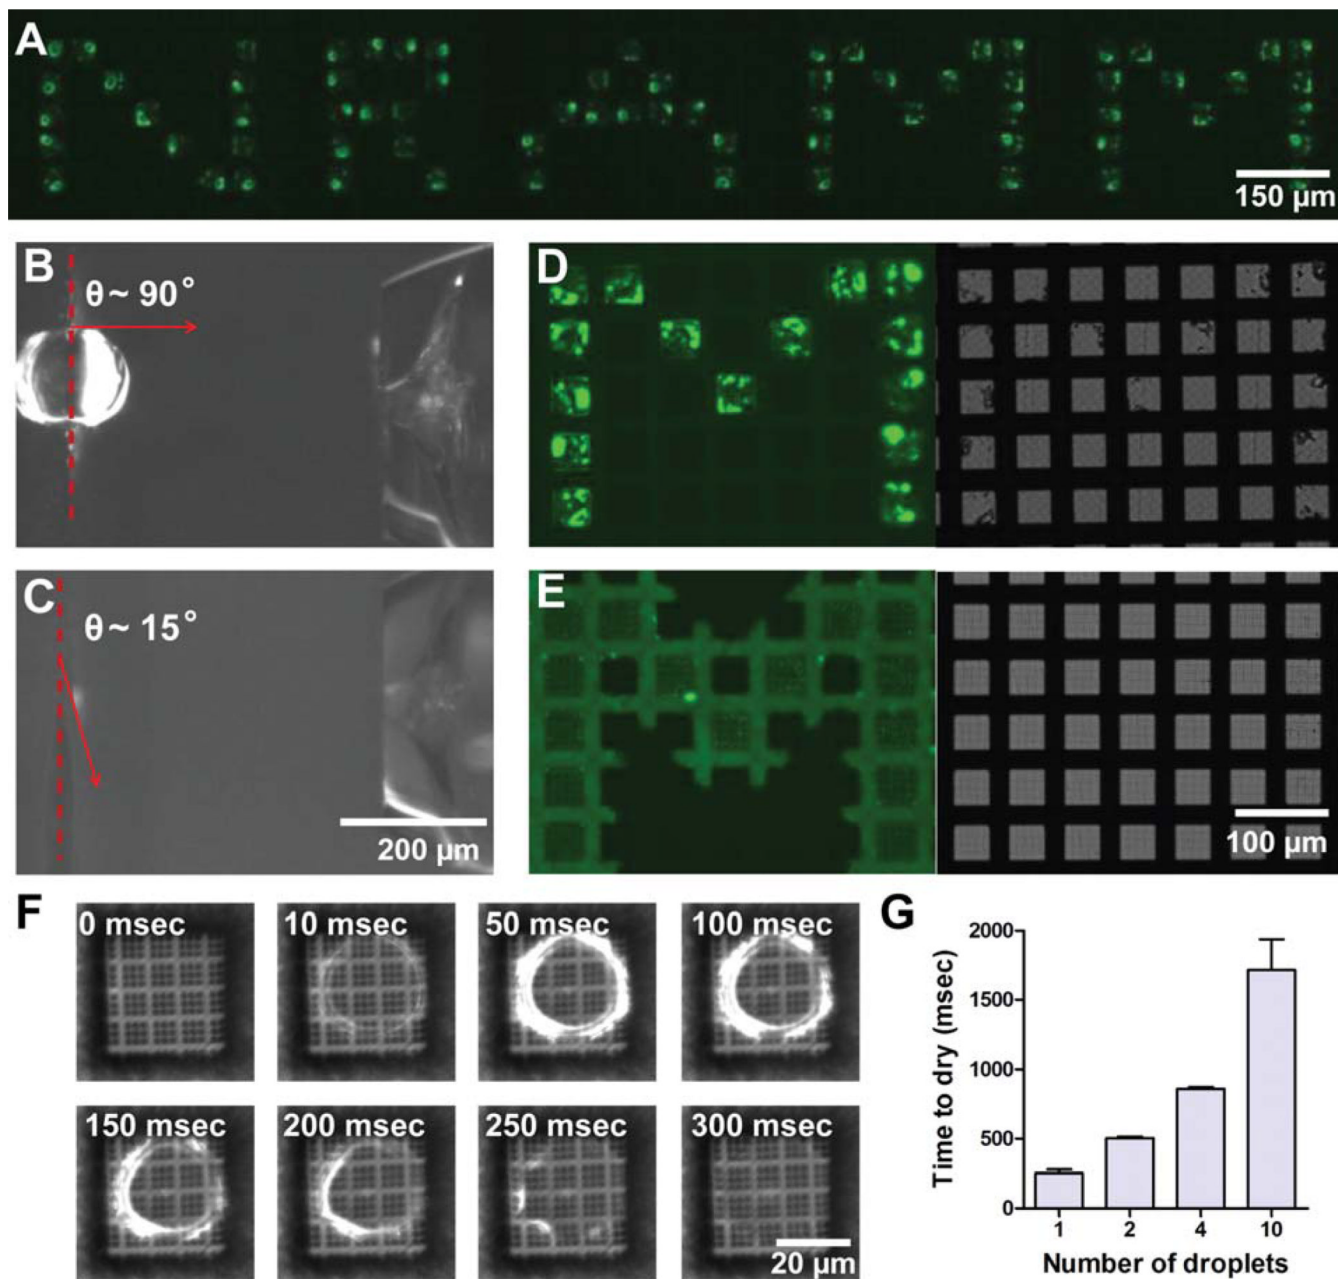 A
NRAMM
150 µm
B
θ ~ 90°
C
θ ~ 15°
200 µm
D
E
100 µm
F
0 msec
10 msec
50 msec
100 msec
150 msec
200 msec
250 msec
300 msec
20 µm
G
Time to dry (msec)
2000
1500
1000
500
0
1
2
4
10
Number of droplets